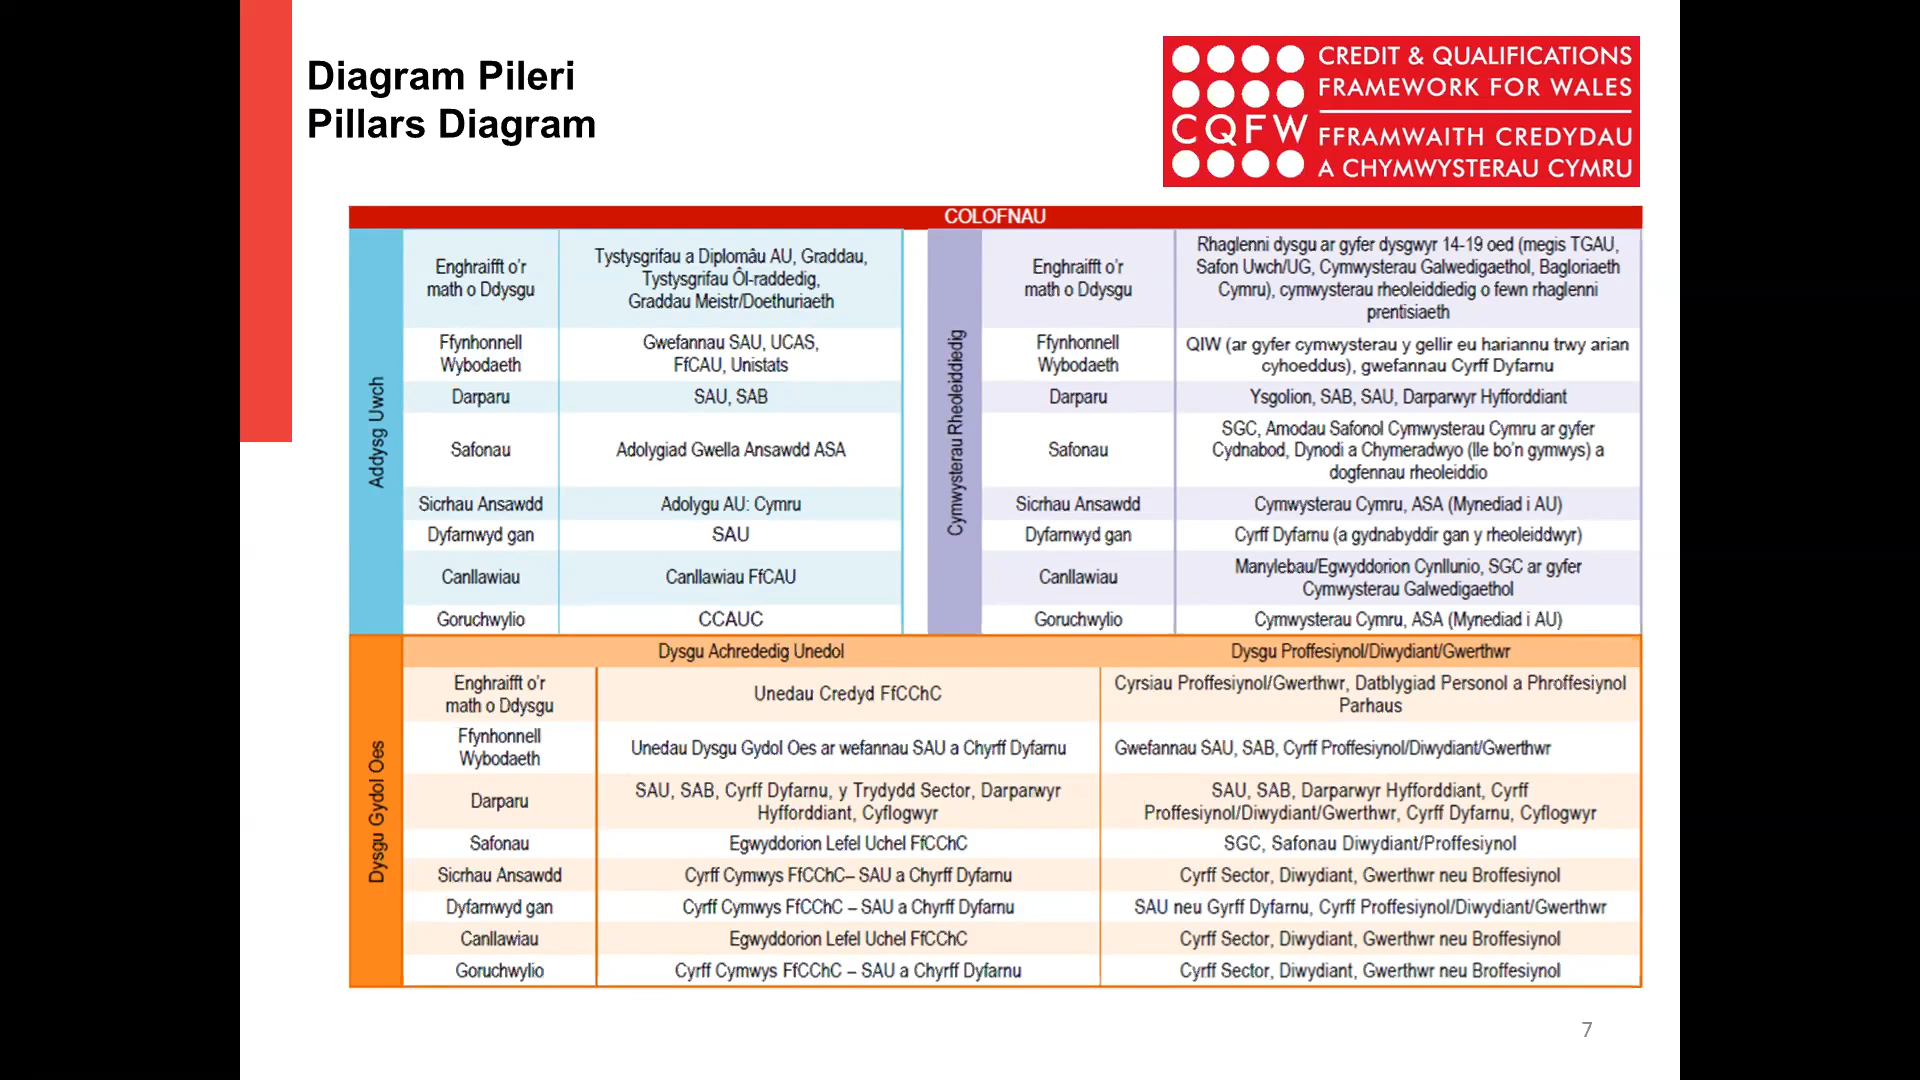 Diagram Pileri
Pillars Diagram
CREDIT & QUALIFICATIONS
FRAMEWORK FOR WALES
CQFW
FFRAMWAITH CREDYDAU
A CHYMWYSTERAU CYMRU
COLOFNAU
Addysg Uwch
Enghraifft o’r
math o Ddysgu
Tystysgrifau a Diplomâu AU, Graddau,
Tystysgrifau Ôl-raddedig,
Graddau Meistr/Doethuriaeth
Ffynhonnell
Wybodaeth
Gwefannau SAU, UCAS,
FfCAU, Unistats
Darparu
SAU, SAB
Safonau
Adolygiad Gwella Ansawdd ASA
Sicrhau Ansawdd
Adolygu AU: Cymru
Dyfarnwyd gan
SAU
Canllawiau
Canllawiau FfCAU
Goruchwylio
CCAUC
Cymwysterau Rheoleiddiedig
Enghraifft o’r
math o Ddysgu
Rhaglenni dysgu ar gyfer dysgwyr 14-19 oed (megis TGAU,
Safon Uwch/UG, Cymwysterau Galwedigaethol, Bagloriaeth
Cymru), cymwysterau rheoleiddiedig o fewn rhaglenni
prentisiaeth
Ffynhonnell
Wybodaeth
QIW (ar gyfer cymwysterau y gellir eu hariannu trwy arian
cyhoeddus), gwefannau Cyrff Dyfarnu
Darparu
Ysgolion, SAB, SAU, Darparwyr Hyfforddiant
Safonau
SGC, Amodau Safonol Cymwysterau Cymru ar gyfer
Cydnabod, Dynodi a Chymeradwyo (lle bo’n gymwys) a
dogfennau rheoleiddio
Sicrhau Ansawdd
Cymwysterau Cymru, ASA (Mynediad i AU)
Dyfarnwyd gan
Cyrff Dyfarnu (a gydnabyddir gan y rheoleiddwyr)
Canllawiau
Manylebau/Egwyddorion Cynllunio, SGC ar gyfer
Cymwysterau Galwedigaethol
Goruchwylio
Cymwysterau Cymru, ASA (Mynediad i AU)
Dysgu Gydol Oes
Dysgu Achrededig Unedol
Dysgu Proffesiynol/Diwydiant/Gwerthwr
Enghraifft o’r
math o Ddysgu
Unedau Credyd FfCChC
Cyrsiau Proffesiynol/Gwerthwr, Datblygiad Personol a Phroffesiynol
Parhaus
Ffynhonnell
Wybodaeth
Unedau Dysgu Gydol Oes ar wefannau SAU a Chyrff Dyfarnu
Gwefannau SAU, SAB, Cyrff Proffesiynol/Diwydiant/Gwerthwr
Darparu
SAU, SAB, Cyrff Dyfarnu, y Trydydd Sector, Darparwyr
Hyfforddiant, Cyflogwyr
SAU, SAB, Darparwyr Hyfforddiant, Cyrff
Proffesiynol/Diwydiant/Gwerthwr, Cyrff Dyfarnu, Cyflogwyr
Safonau
Egwyddorion Lefel Uchel FfCChC
SGC, Safonau Diwydiant/Proffesiynol
Sicrhau Ansawdd
Cyrff Cymwys FfCChC– SAU a Chyrff Dyfarnu
Cyrff Sector, Diwydiant, Gwerthwr neu Broffesiynol
Dyfarnwyd gan
Cyrff Cymwys FfCChC – SAU a Chyrff Dyfarnu
SAU neu Gyrff Dyfarnu, Cyrff Proffesiynol/Diwydiant/Gwerthwr
Canllawiau
Egwyddorion Lefel Uchel FfCChC
Cyrff Sector, Diwydiant, Gwerthwr neu Broffesiynol
Goruchwylio
Cyrff Cymwys FfCChC – SAU a Chyrff Dyfarnu
Cyrff Sector, Diwydiant, Gwerthwr neu Broffesiynol
7